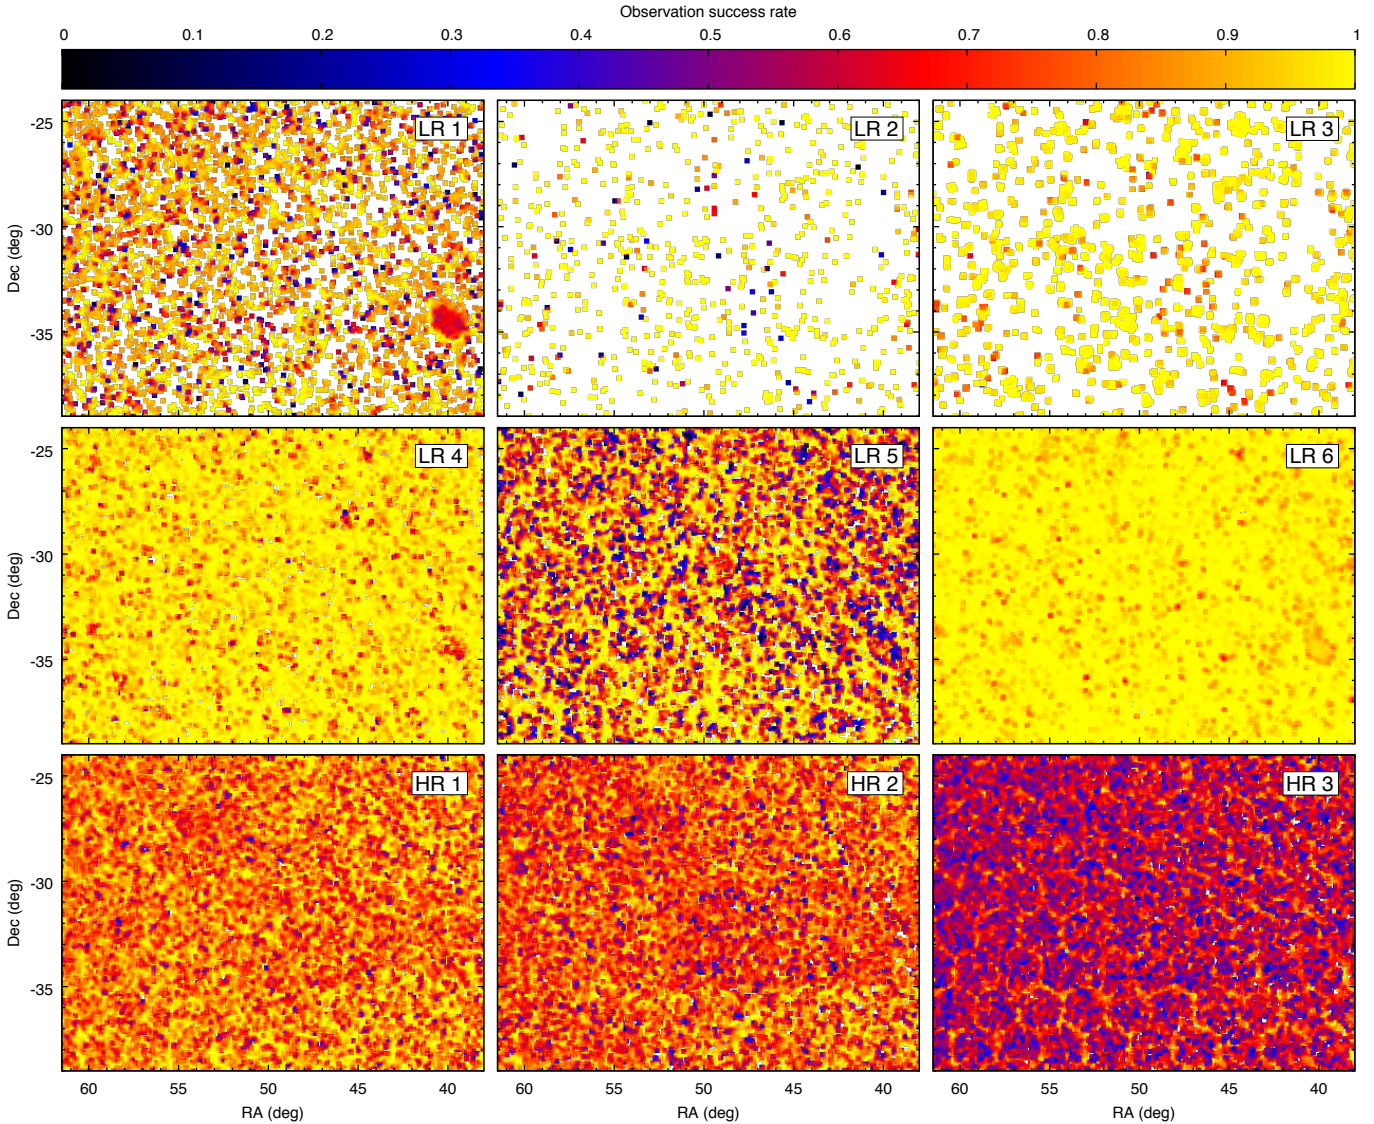 Observation success rate
0 0.1 0.2 0.3 0.4 0.5 0.6 0.7 0.8 0.9 1
LR 1 LR 2 LR 3
-25
-30
-35
Dec (deg)
LR 4 LR 5 LR 6
-25
-30
-35
Dec (deg)
HR 1 HR 2 HR 3
-25
-30
-35
Dec (deg)
60 55 50 45 40 60 55 50 45 40 60 55 50 45 40
RA (deg) RA (deg) RA (deg)